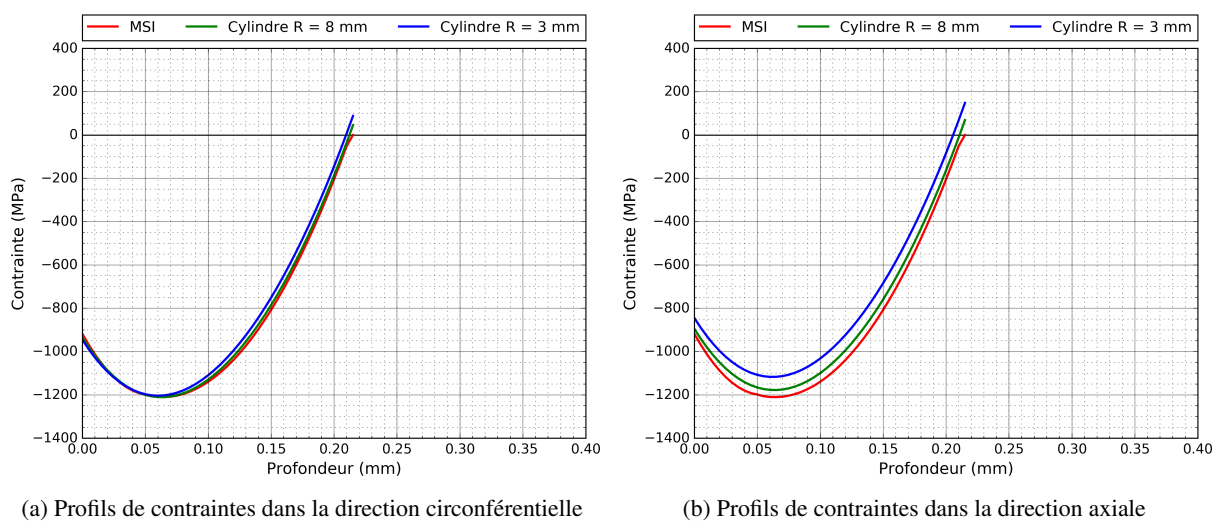 MSI Cylindre R = 8 mm Cylindre R = 3 mm
400
200
0
−200
−400
−600
−800
−1000
−1200
−1400
Contrainte (MPa)
0.00 0.05 0.10 0.15 0.20 0.25 0.30 0.35 0.40
Profondeur (mm)
(a) Profils de contraintes dans la direction circonférentielle
MSI Cylindre R = 8 mm Cylindre R = 3 mm
400
200
0
−200
−400
−600
−800
−1000
−1200
−1400
Contrainte (MPa)
0.00 0.05 0.10 0.15 0.20 0.25 0.30 0.35 0.40
Profondeur (mm)
(b) Profils de contraintes dans la direction axiale